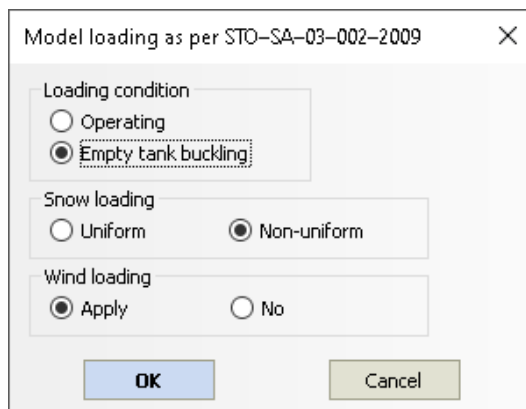 Model loading as per STO-SA-03-002-2009
Loading condition
Operating
Empty tank buckling
Snow loading
Uniform Non-uniform
Wind loading
Apply No
OK Cancel